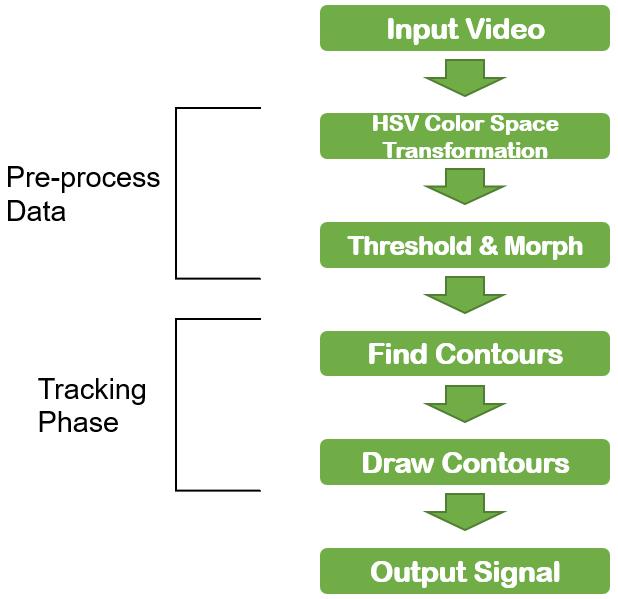 Input Video
HSV Color Space
Transformation
Pre-process
Data
Threshold & Morph
Find Contours
Tracking
Phase
Draw Contours
Output Signal